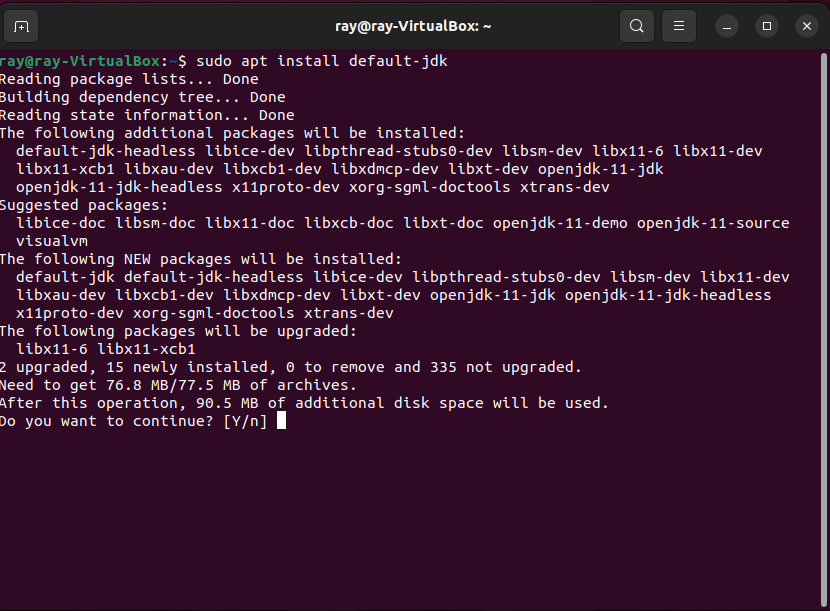 ray@ray-VirtualBox: ~
ray@ray-VirtualBox:~$ sudo apt install default-jdk
Reading package lists... Done
Building dependency tree... Done
Reading state information... Done
The following additional packages will be installed:
default-jdk-headless libice-dev libpthread-stubs0-dev libsm-dev libx11-6 libx11-dev
libx11-xcb1 libxau-dev libxcb1-dev libxdmcp-dev libxt-dev openjdk-11-jdk
openjdk-11-jdk-headless x11proto-dev xorg-sgml-doctools xtrans-dev
Suggested packages:
libice-doc libsm-doc libx11-doc libxcb-doc libxt-doc openjdk-11-demo openjdk-11-source
visualvm
The following NEW packages will be installed:
default-jdk default-jdk-headless libice-dev libpthread-stubs0-dev libsm-dev libx11-dev
libxau-dev libxcb1-dev libxdmcp-dev libxt-dev openjdk-11-jdk openjdk-11-jdk-headless
x11proto-dev xorg-sgml-doctools xtrans-dev
The following packages will be upgraded:
libx11-6 libx11-xcb1
2 upgraded, 15 newly installed, 0 to remove and 335 not upgraded.
Need to get 76.8 MB/77.5 MB of archives.
After this operation, 90.5 MB of additional disk space will be used.
Do you want to continue? [Y/n]